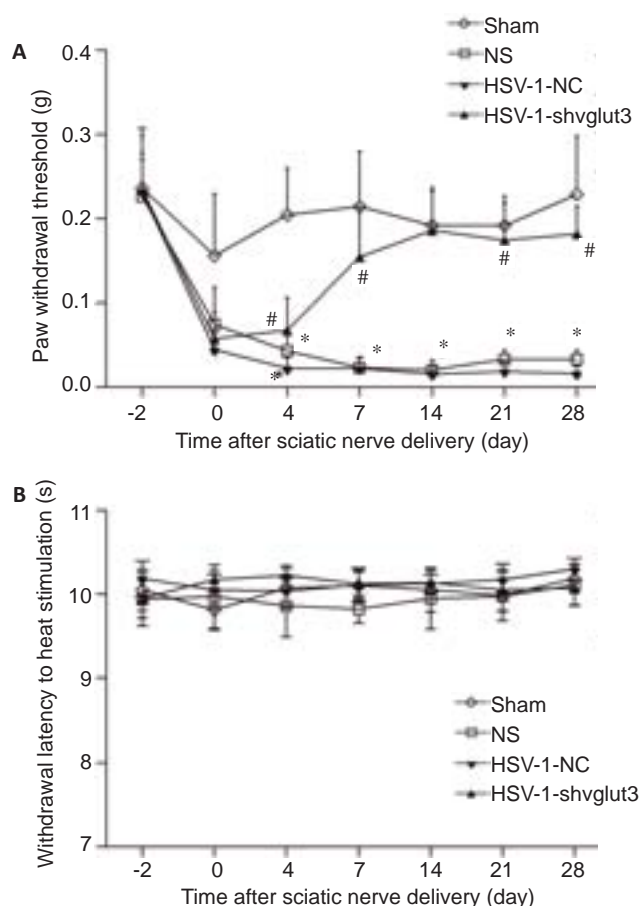 A
Sham
NS
HSV-1-NC
HSV-1-shvglut3
Paw withdrawal threshold (g)
0.4
0.3
0.2
0.1
0.0
#
#
#
#
*
*
*
*
*
*
-2 0 4 7 14 21 28
Time after sciatic nerve delivery (day)
B
Withdrawal latency to heat stimulation (s)
11
10
9
8
7
Sham
NS
HSV-1-NC
HSV-1-shvglut3
-2 0 4 7 14 21 28
Time after sciatic nerve delivery (day)